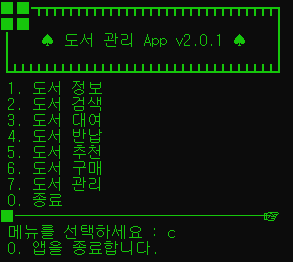 ♠ 도서 관리 App v2.0.1 ♠
1. 도서 정보
2. 도서 검색
3. 도서 대여
4. 도서 반납
5. 도서 추천
6. 도서 구매
7. 도서 관리
0. 종료
메뉴를 선택하세요 : c
0. 앱을 종료합니다.